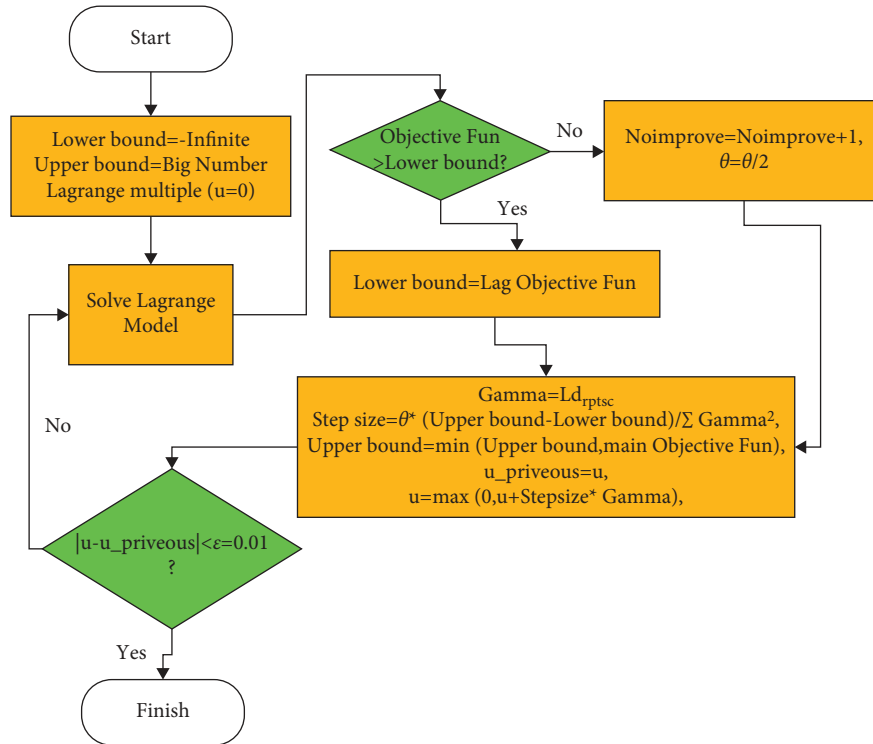 Start
Lower bound=-Infinite
Upper bound=Big Number
Lagrange multiple (u=0)
Solve Lagrange
Model
Objective Fun
>Lower bound?
No
Noimprove=Noimprove+1,
θ=θ/2
Yes
Lower bound=Lag Objective Fun
Gamma=Ld_rptsc
Step size=θ* (Upper bound-Lower bound)/∑ Gamma²,
Upper bound=min (Upper bound,main Objective Fun),
u_priveous=u,
u=max (0,u+Stepsize* Gamma),
No
|u-u_priveous|<ε=0.01
?
Yes
Finish